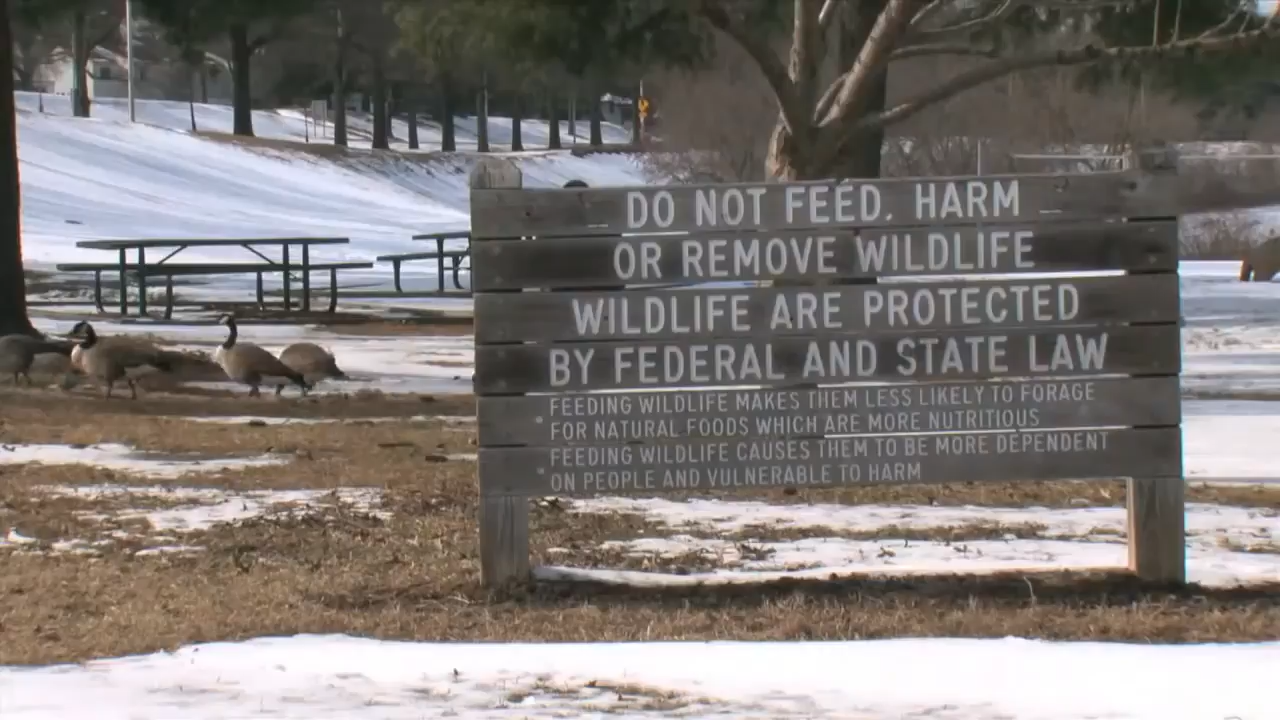 DO NOT FEED, HARM
OR REMOVE WILDLIFE
WILDLIFE ARE PROTECTED
BY FEDERAL AND STATE LAW
• FEEDING WILDLIFE MAKES THEM LESS LIKELY TO FORAGE
FOR NATURAL FOODS WHICH ARE MORE NUTRITIOUS
• FEEDING WILDLIFE CAUSES THEM TO BE MORE DEPENDENT
ON PEOPLE AND VULNERABLE TO HARM